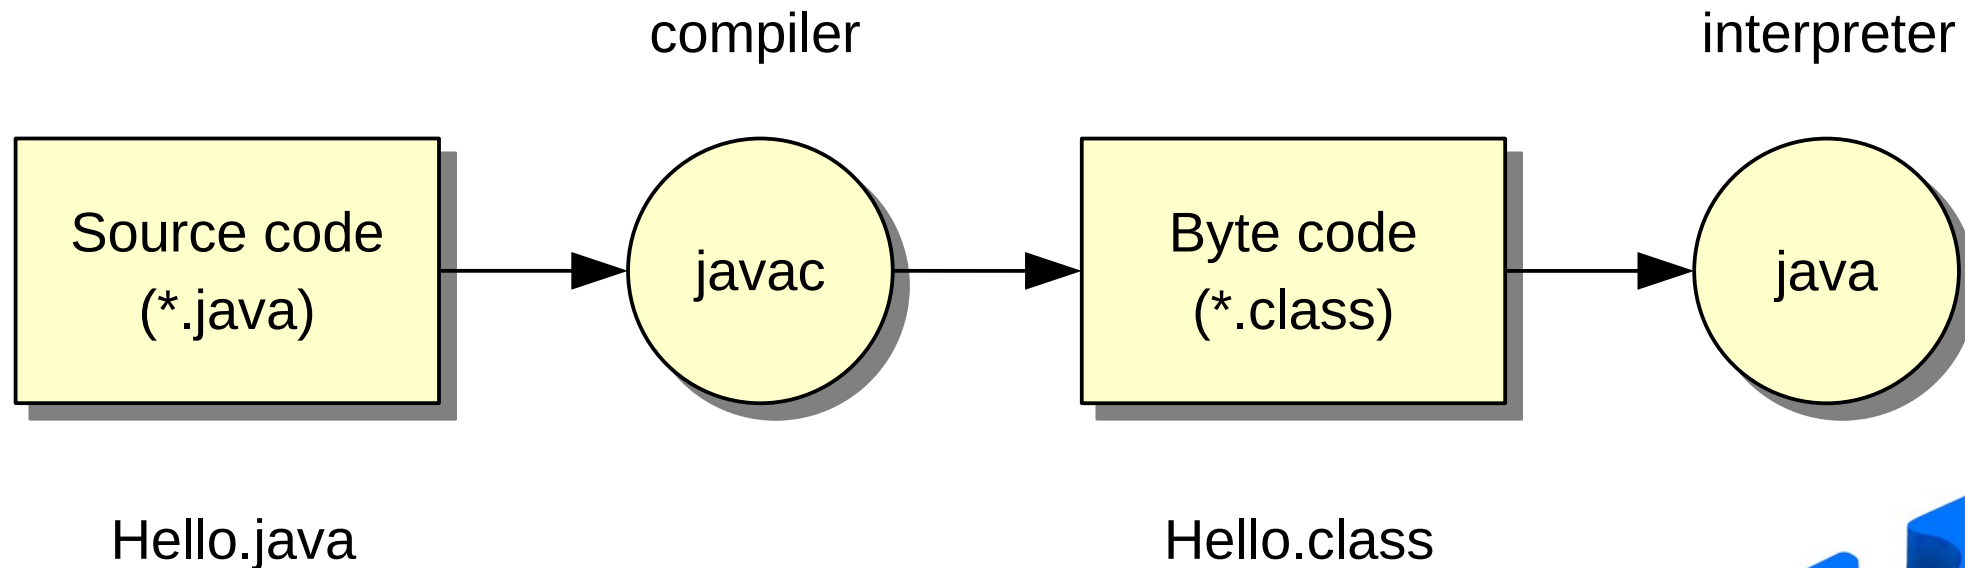 compiler
interpreter
Source code
(*.java)
javac
Byte code
(*.class)
java
Hello.java
Hello.class